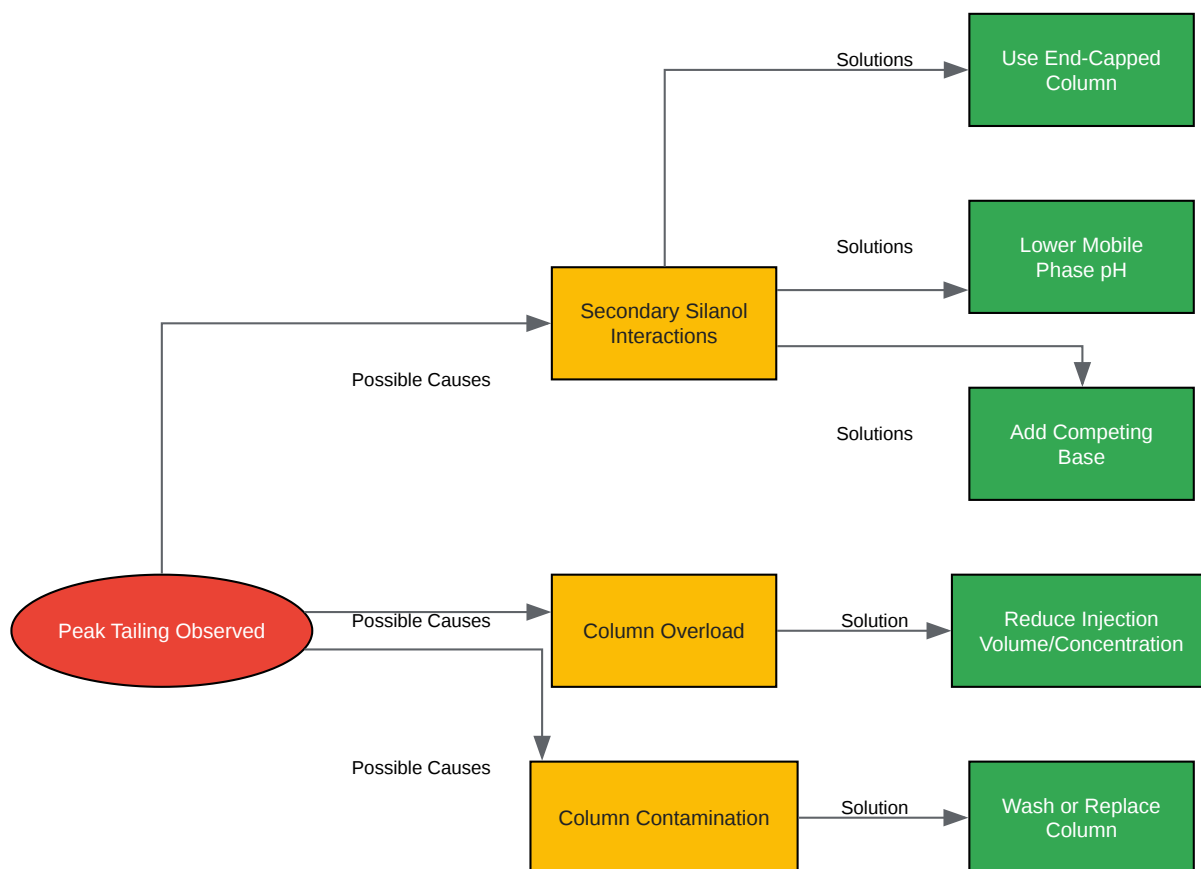 Solutions
Use End-Capped
Column
Solutions
Lower Mobile
Phase pH
Secondary Silanol
Interactions
Possible Causes
Solutions
Add Competing
Base
Peak Tailing Observed
Possible Causes
Column Overload
Solution
Reduce Injection
Volume/Concentration
Possible Causes
Column Contamination
Solution
Wash or Replace
Column